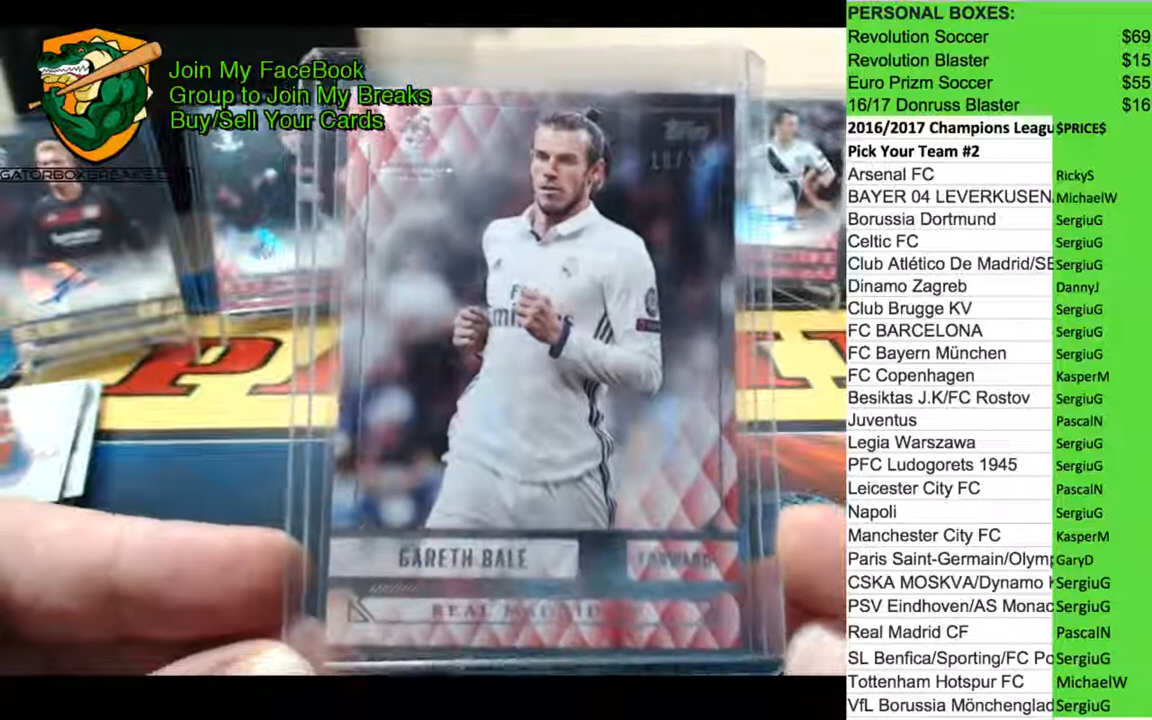 Join My FaceBook
Group to Join My Breaks
Buy/Sell Your Cards
GATORBOXBREAKS
Topps
GARETH BALE
FORWARD
REAL MADRID
PERSONAL BOXES:
Revolution Soccer $69
Revolution Blaster $15
Euro Prizm Soccer $55
16/17 Donruss Blaster $16
2016/2017 Champions Leagu $PRICE$
Pick Your Team #2
Arsenal FC RickyS
BAYER 04 LEVERKUSEN MichaelW
Borussia Dortmund SergiuG
Celtic FC SergiuG
Club Atlético De Madrid/SE SergiuG
Dinamo Zagreb DannyJ
Club Brugge KV SergiuG
FC BARCELONA SergiuG
FC Bayern München SergiuG
FC Copenhagen KasperM
Besiktas J.K/FC Rostov SergiuG
Juventus PascalN
Legia Warszawa SergiuG
PFC Ludogorets 1945 SergiuG
Leicester City FC PascalN
Napoli SergiuG
Manchester City FC KasperM
Paris Saint-Germain/Olymp GaryD
CSKA MOSKVA/Dynamo K SergiuG
PSV Eindhoven/AS Monac SergiuG
Real Madrid CF PascalN
SL Benfica/Sporting/FC Po SergiuG
Tottenham Hotspur FC MichaelW
VfL Borussia Mönchenglad SergiuG